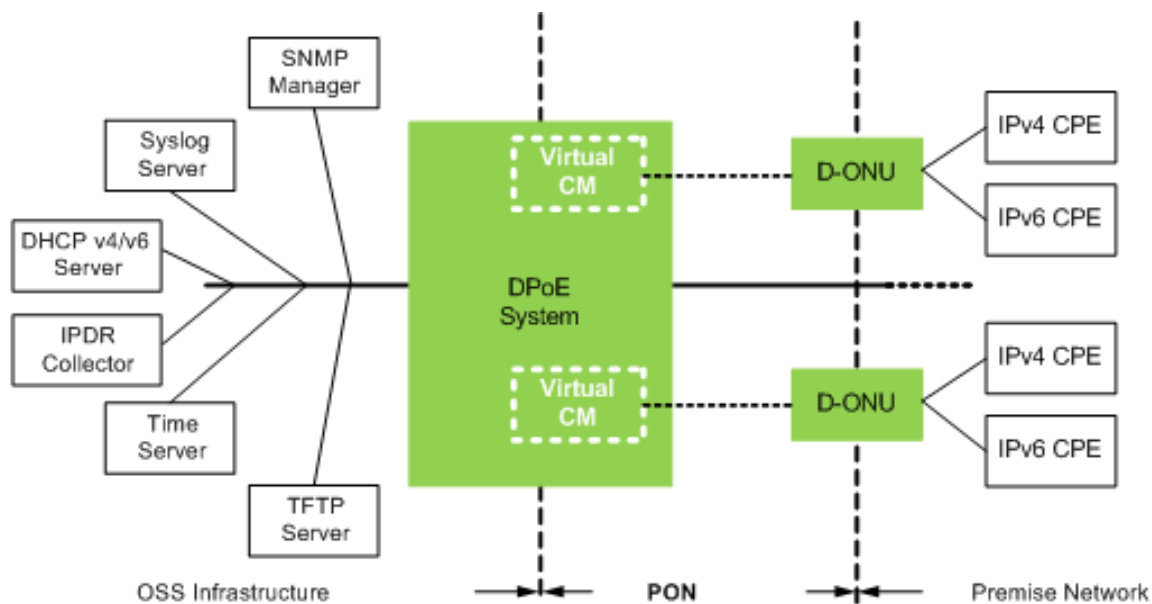 SNMP
Manager
Syslog
Server
DHCP v4/v6
Server
IPDR
Collector
Time
Server
TFTP
Server
Virtual
CM
DPoE
System
Virtual
CM
D-ONU
IPv4 CPE
IPv6 CPE
D-ONU
IPv4 CPE
IPv6 CPE
OSS Infrastructure
PON
Premise Network